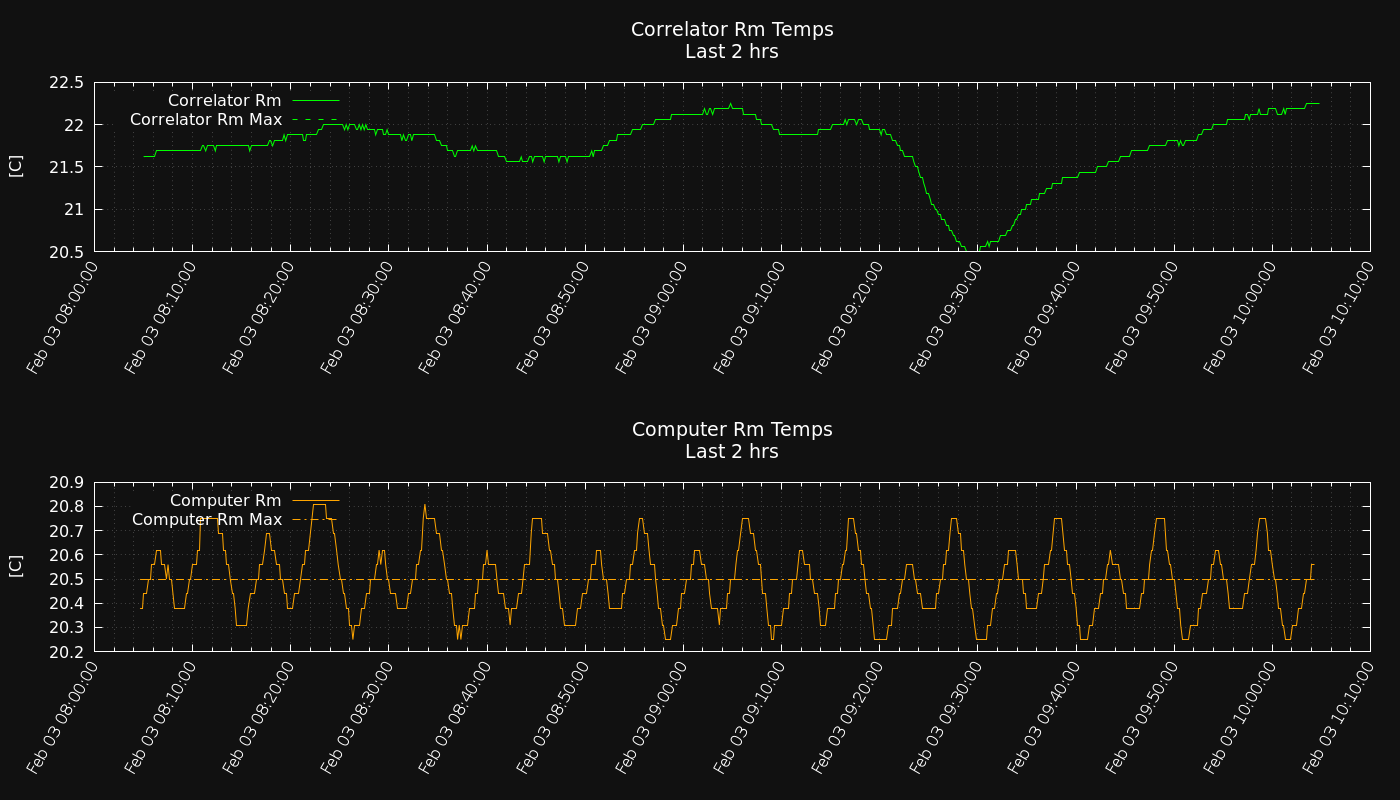 Correlator Rm Temps
Last 2 hrs
22.5
22
21.5
21
20.5
[C]
Correlator Rm
Correlator Rm Max
Feb 03 08:00:00
Feb 03 08:10:00
Feb 03 08:20:00
Feb 03 08:30:00
Feb 03 08:40:00
Feb 03 08:50:00
Feb 03 09:00:00
Feb 03 09:10:00
Feb 03 09:20:00
Feb 03 09:30:00
Feb 03 09:40:00
Feb 03 09:50:00
Feb 03 10:00:00
Feb 03 10:10:00
Computer Rm Temps
Last 2 hrs
20.9
20.8
20.7
20.6
20.5
20.4
20.3
20.2
[C]
Computer Rm
Computer Rm Max
Feb 03 08:00:00
Feb 03 08:10:00
Feb 03 08:20:00
Feb 03 08:30:00
Feb 03 08:40:00
Feb 03 08:50:00
Feb 03 09:00:00
Feb 03 09:10:00
Feb 03 09:20:00
Feb 03 09:30:00
Feb 03 09:40:00
Feb 03 09:50:00
Feb 03 10:00:00
Feb 03 10:10:00